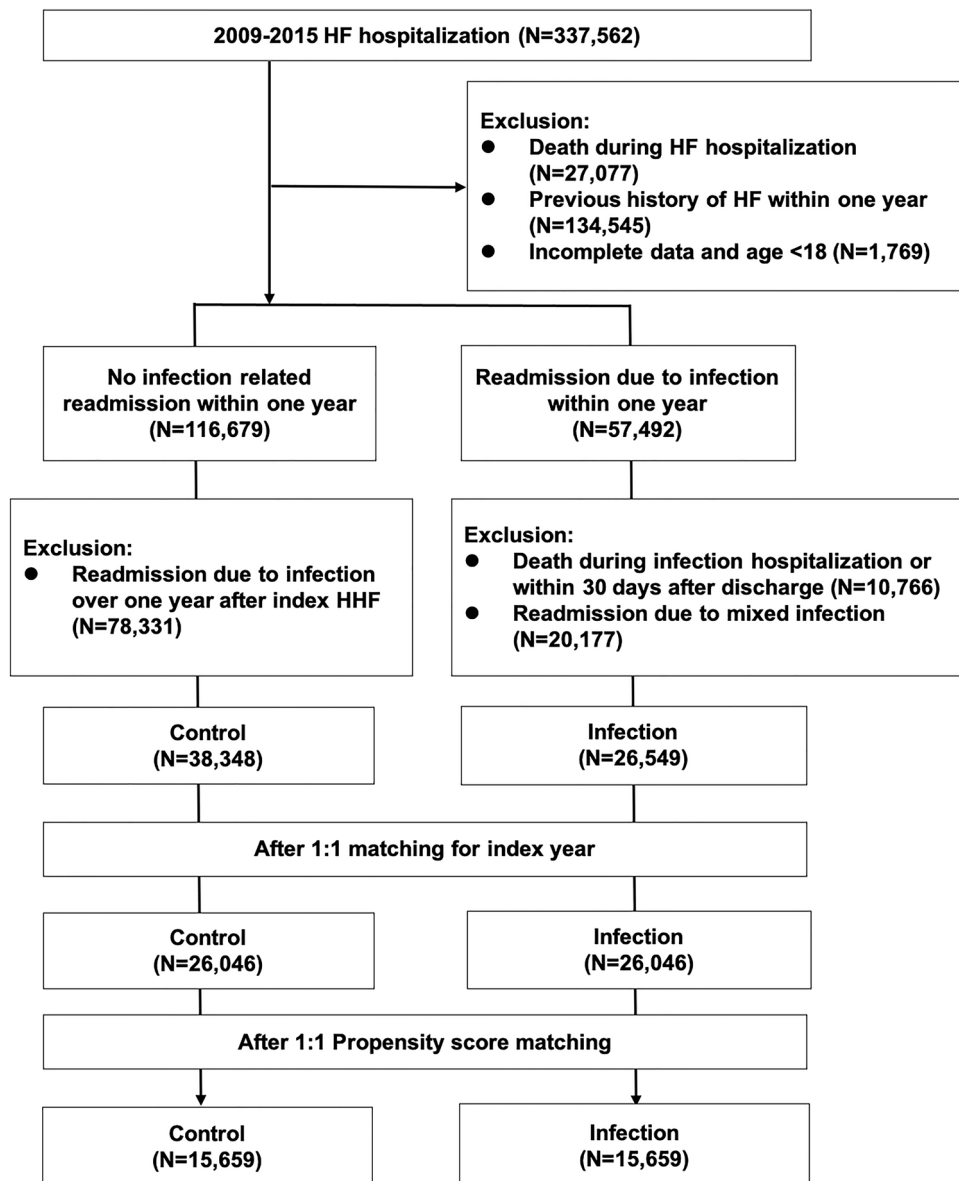 2009-2015 HF hospitalization (N=337,562)
Exclusion:
● Death during HF hospitalization
(N=27,077)
● Previous history of HF within one year
(N=134,545)
● Incomplete data and age <18 (N=1,769)
No infection related
readmission within one year
(N=116,679)
Readmission due to infection
within one year
(N=57,492)
Exclusion:
● Readmission due to infection
over one year after index HHF
(N=78,331)
Exclusion:
● Death during infection hospitalization or
within 30 days after discharge (N=10,766)
● Readmission due to mixed infection
(N=20,177)
Control
(N=38,348)
Infection
(N=26,549)
After 1:1 matching for index year
Control
(N=26,046)
Infection
(N=26,046)
After 1:1 Propensity score matching
Control
(N=15,659)
Infection
(N=15,659)